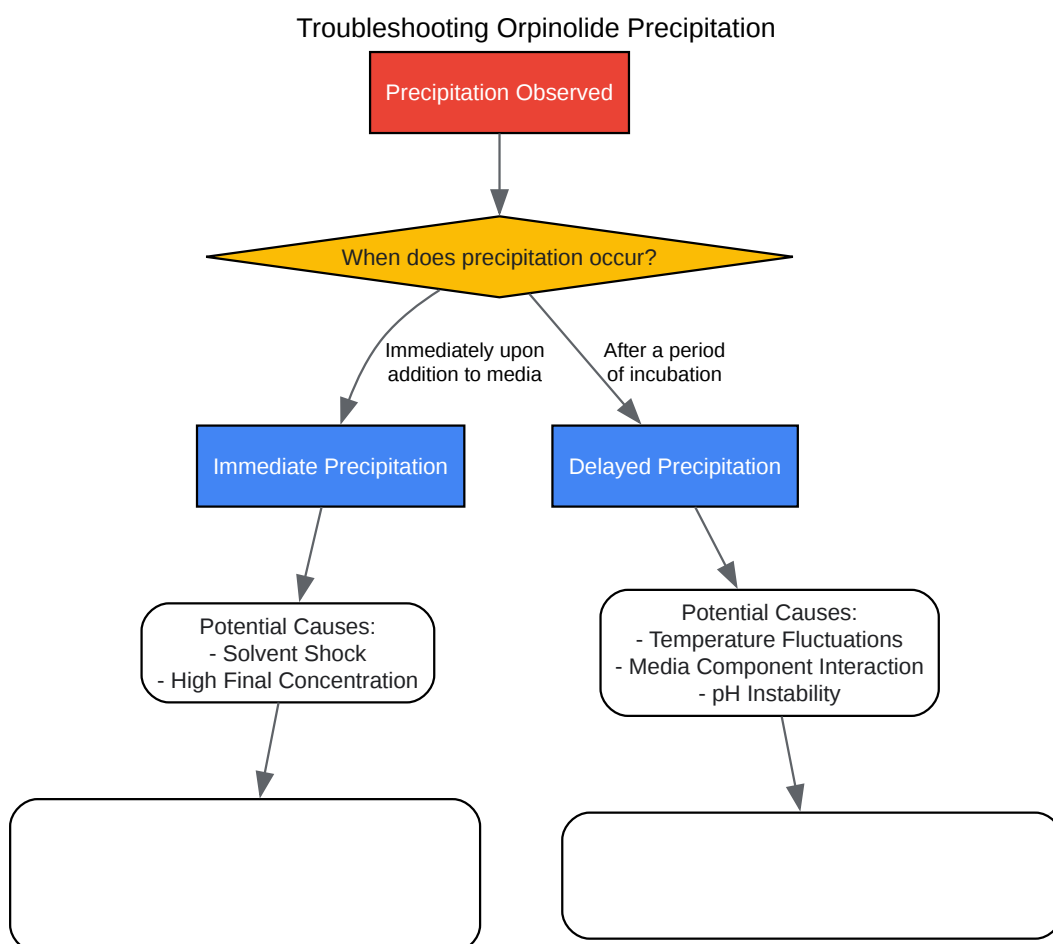 Troubleshooting Orpinolide Precipitation
Precipitation Observed
When does precipitation occur?
Immediately upon
addition to media
After a period
of incubation
Immediate Precipitation
Delayed Precipitation
Potential Causes:
- Solvent Shock
- High Final Concentration
Potential Causes:
- Temperature Fluctuations
- Media Component Interaction
- pH Instability